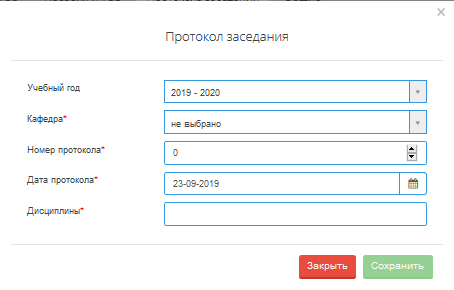 Протокол заседания
Учебный год
2019 - 2020
Кафедра*
не выбрано
Номер протокола*
0
Дата протокола*
23-09-2019
Дисциплины*
Закрыть Сохранить